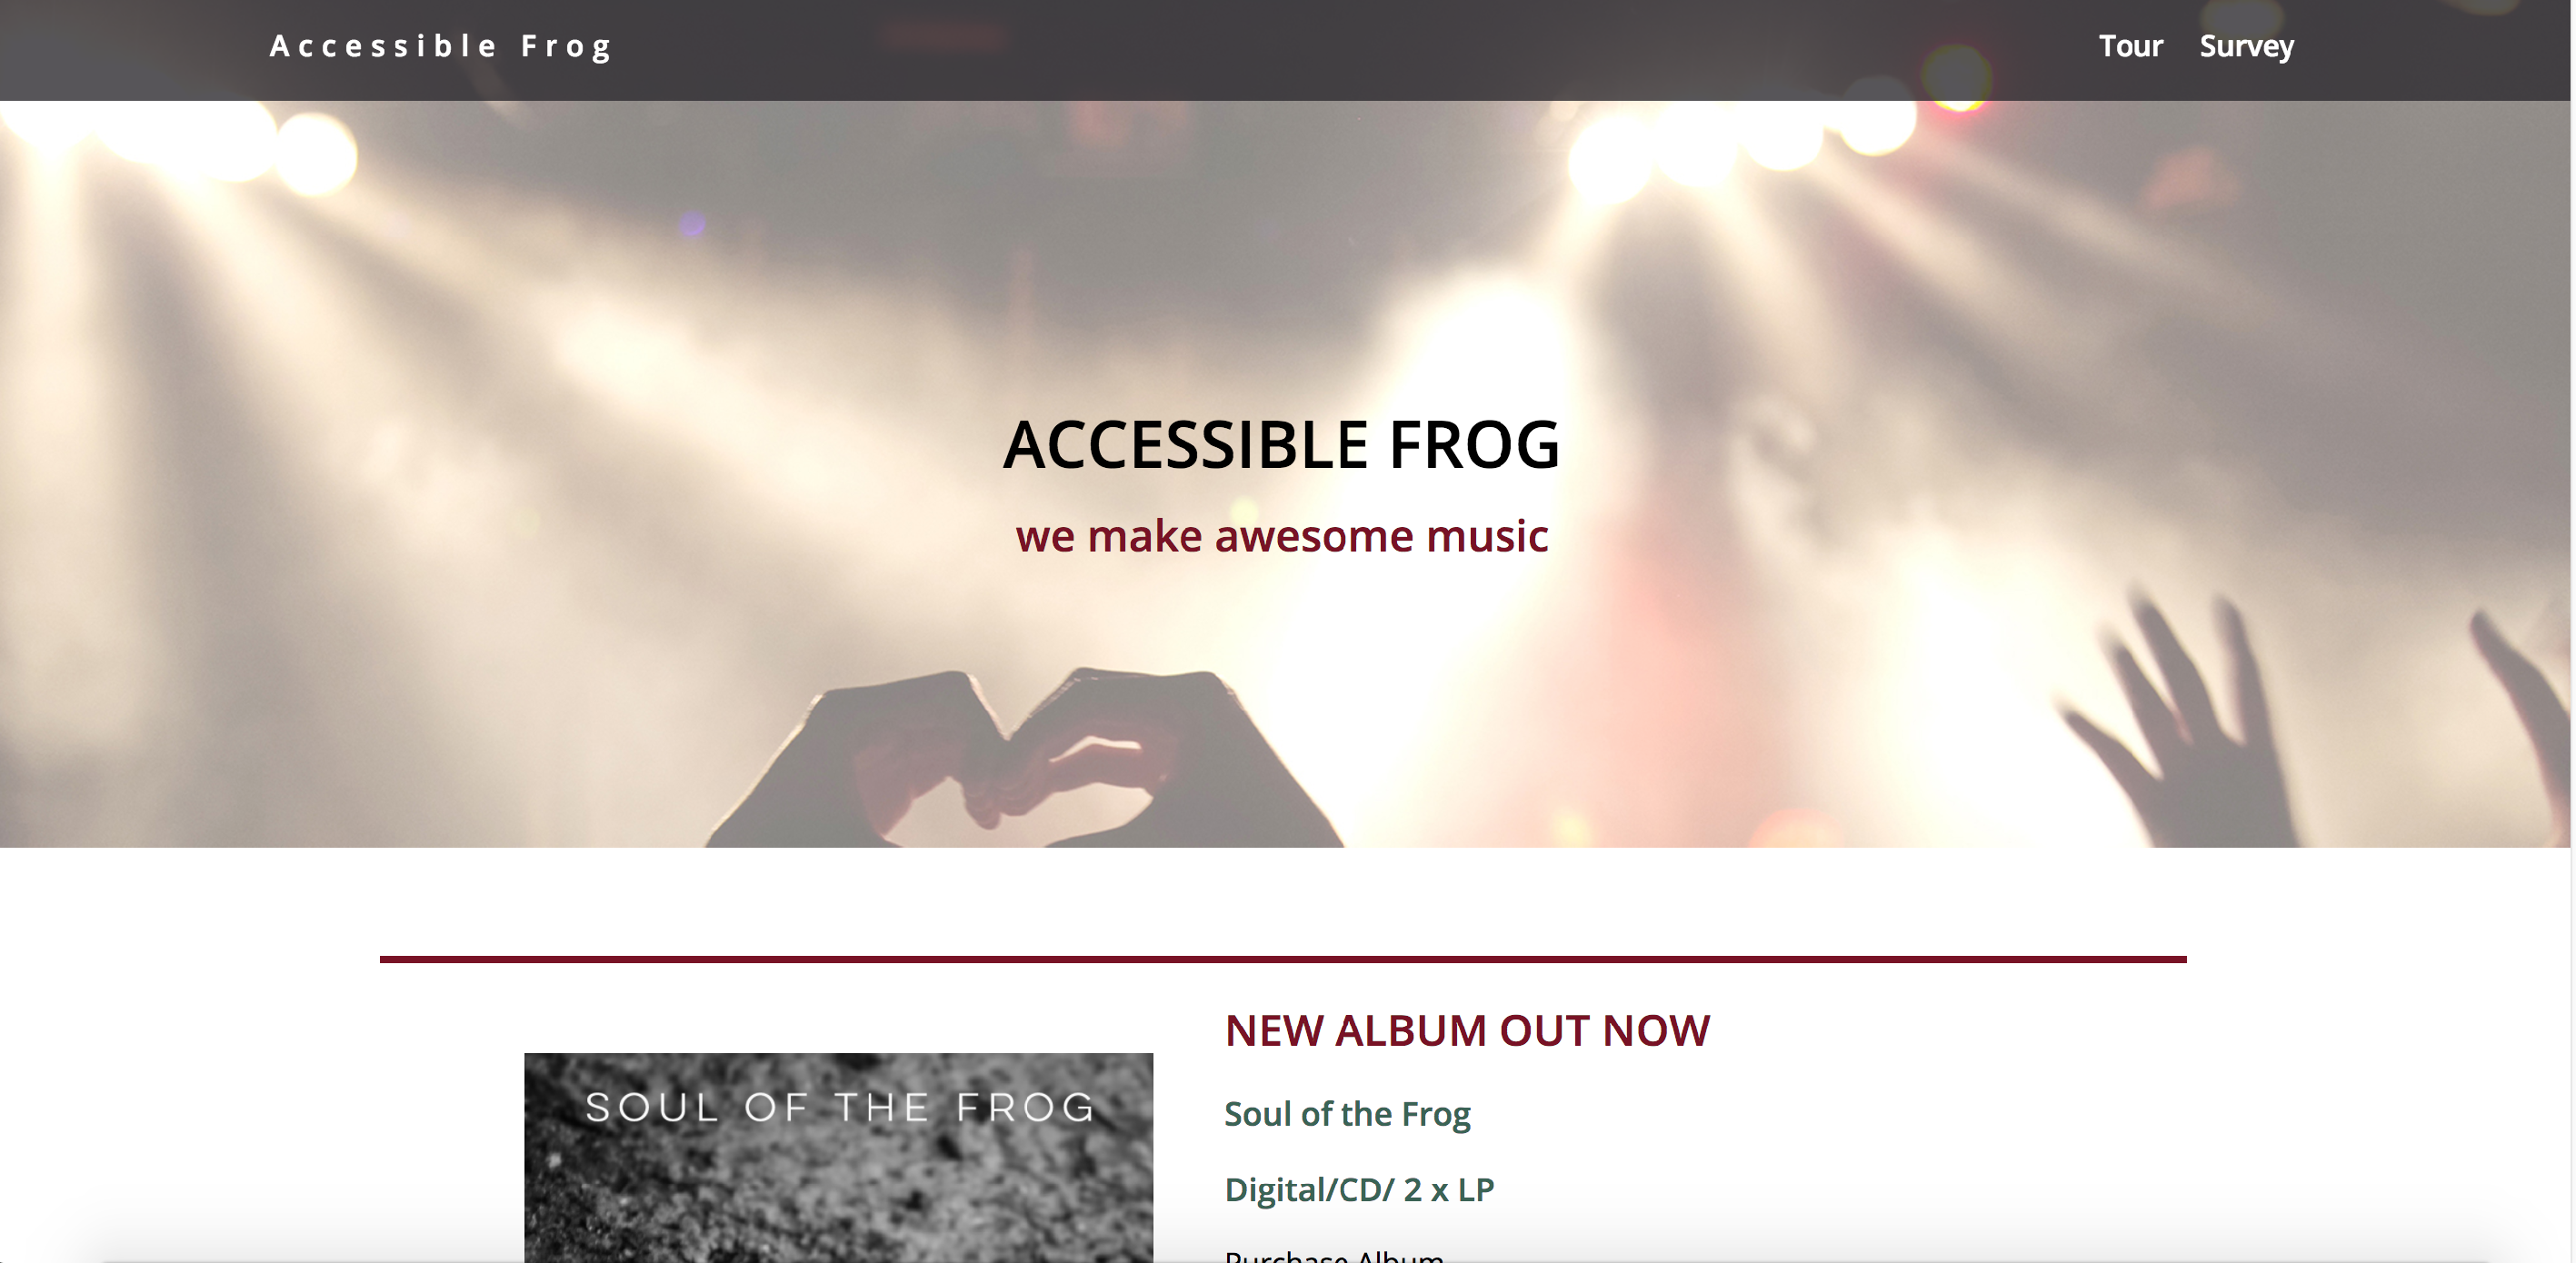 Accessible Frog
Tour
Survey
ACCESSIBLE FROG
we make awesome music
NEW ALBUM OUT NOW
SOUL OF THE FROG
Soul of the Frog
Digital/CD/ 2 x LP
Purchase Album